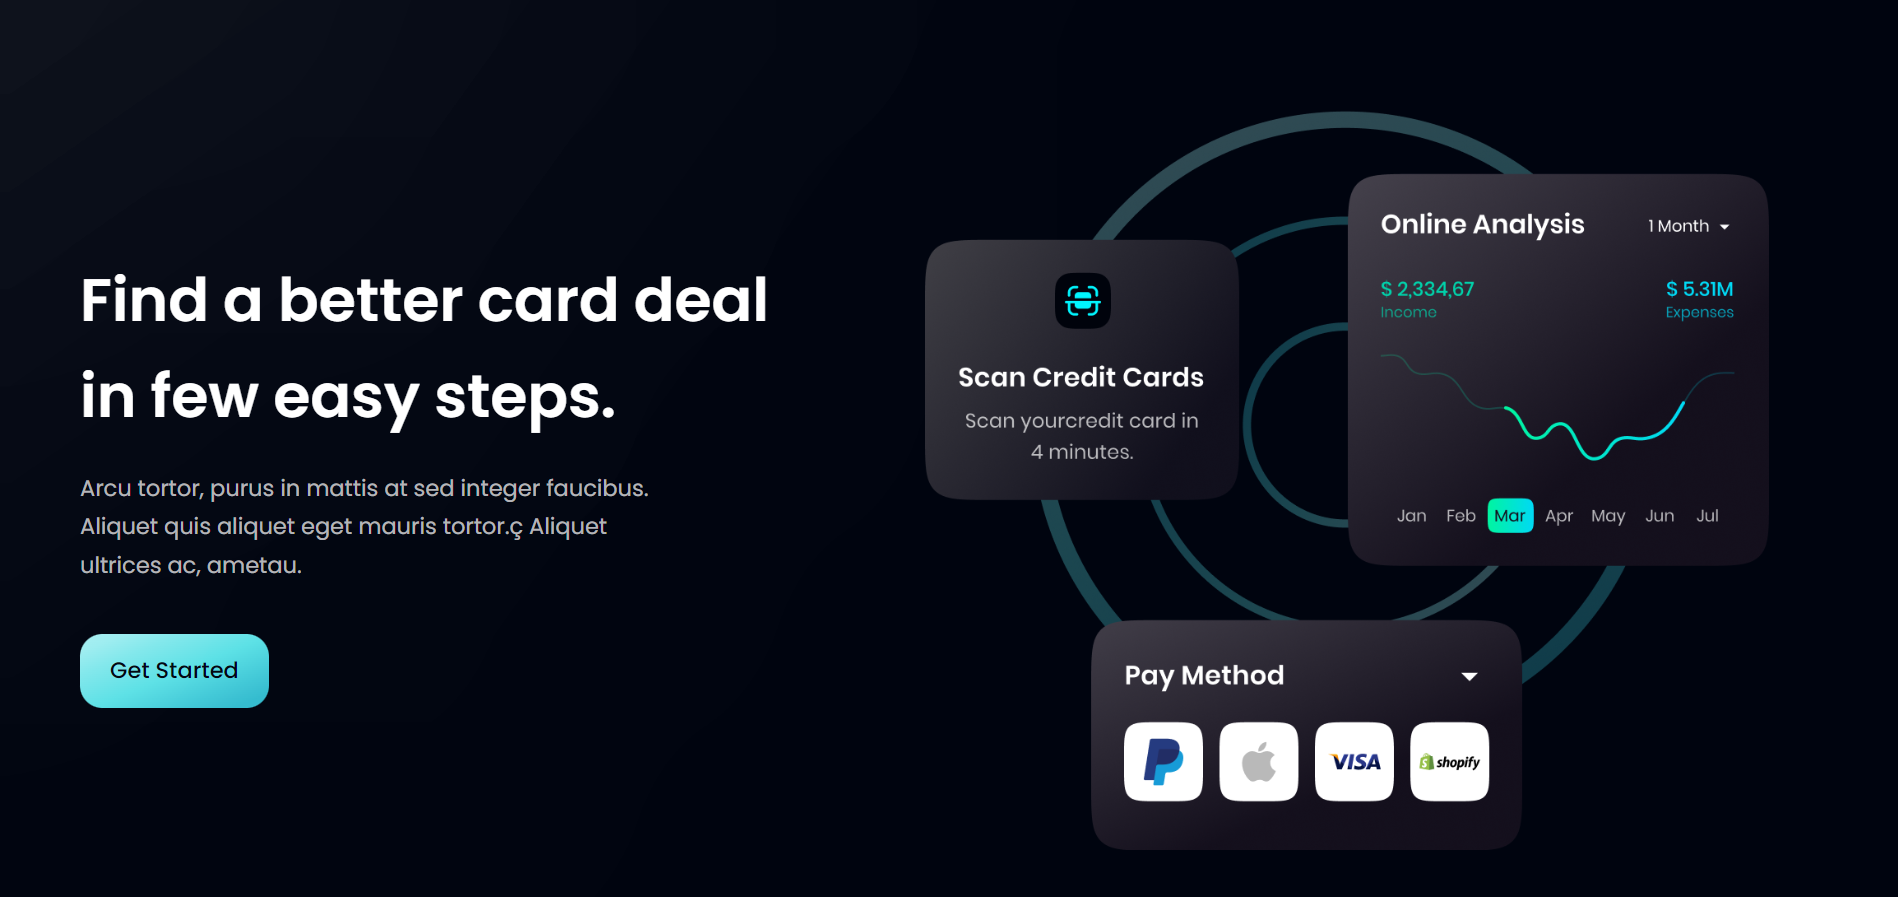 Find a better card deal
in few easy steps.
Arcu tortor, purus in mattis at sed integer faucibus.
Aliquet quis aliquet eget mauris tortor.ç Aliquet
ultrices ac, ametau.
Get Started
Scan Credit Cards
Scan yourcredit card in
4 minutes.
Online Analysis
1 Month
$ 2,334,67
Income
$ 5.31M
Expenses
Jan Feb Mar Apr May Jun Jul
Pay Method
VISA
shopify